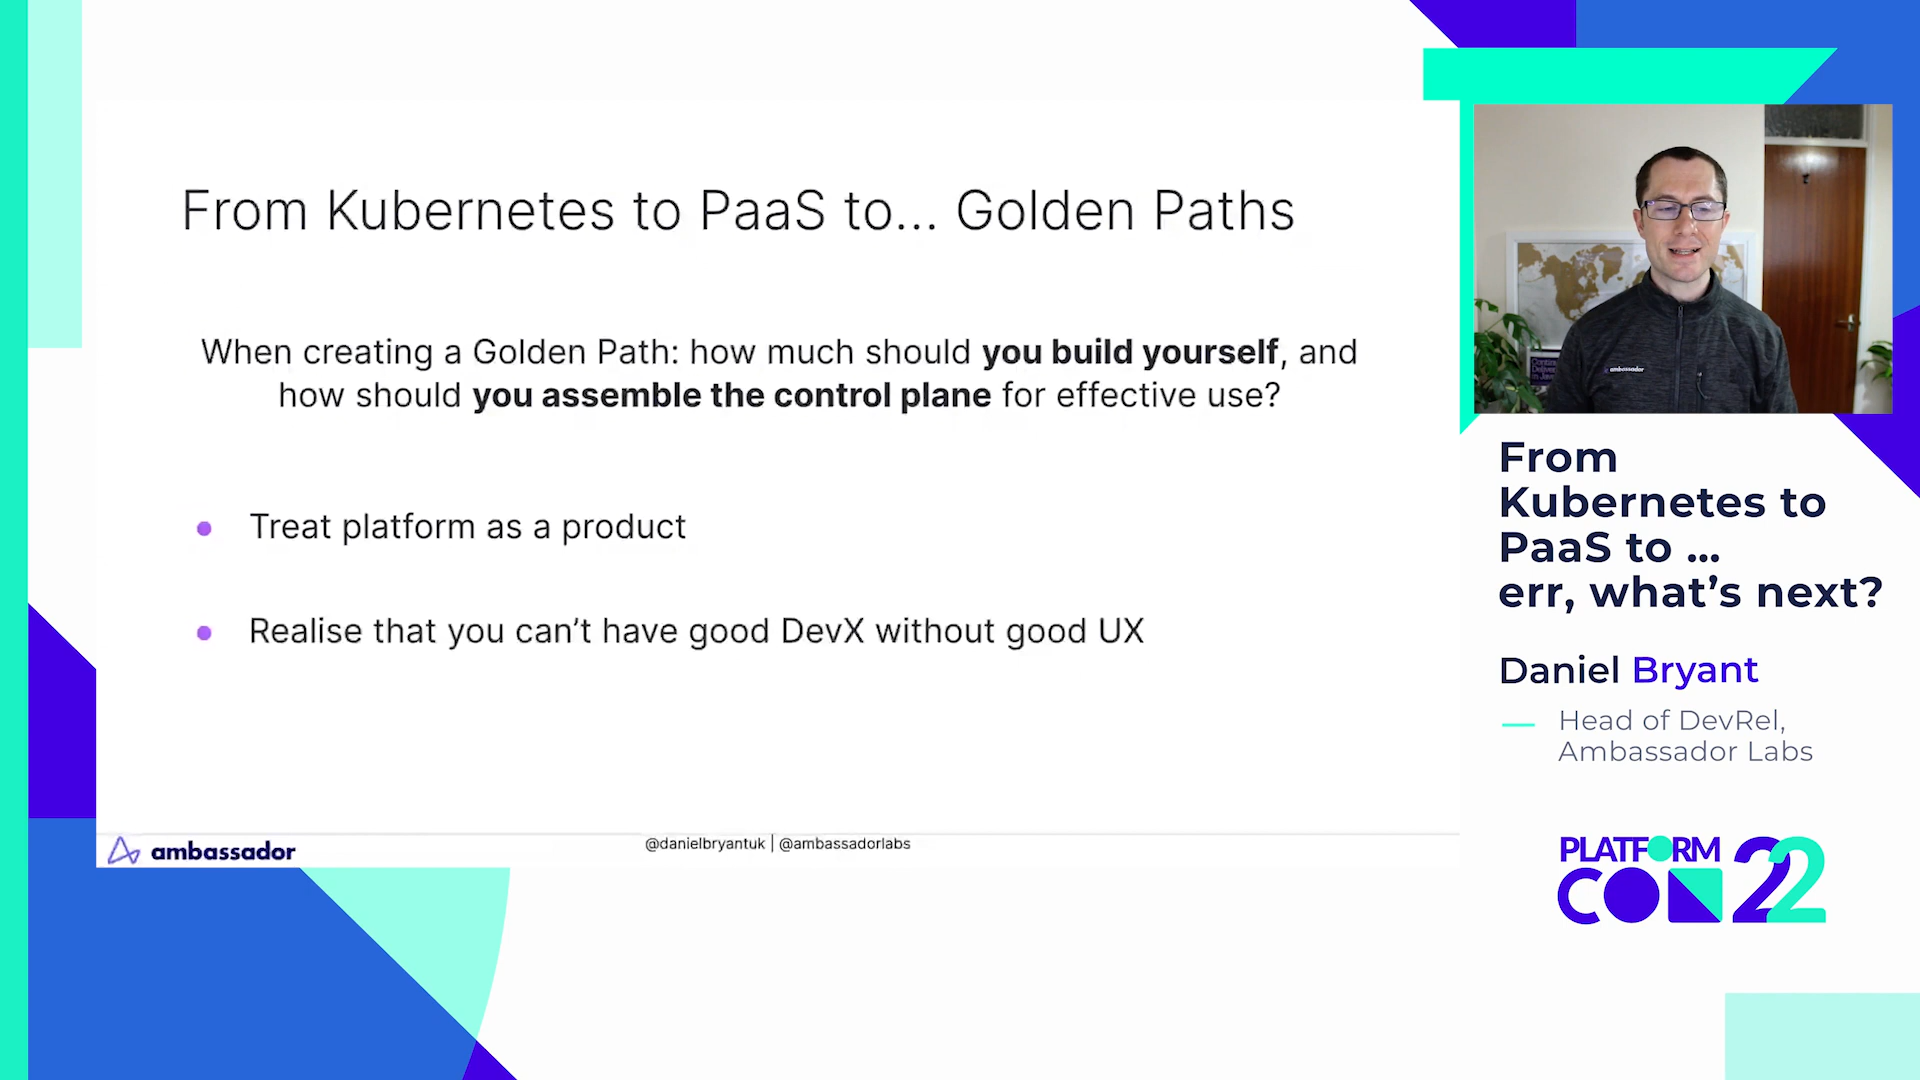 From Kubernetes to PaaS to... Golden Paths
When creating a Golden Path: how much should you build yourself, and
how should you assemble the control plane for effective use?
Treat platform as a product
Realise that you can’t have good DevX without good UX
ambassador
@danielbryantuk | @ambassadorlabs
ambassador
From
Kubernetes to
PaaS to ...
err, what’s next?
Daniel Bryant
Head of DevRel,
Ambassador Labs
PLATFORM
CON 22